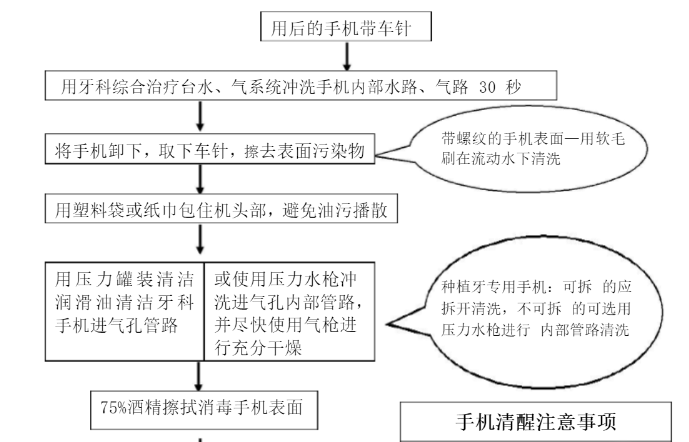 用后的手机带车针
用牙科综合治疗台水、气系统冲洗手机内部水路、气路 30 秒
将手机卸下，取下车针，擦去表面污染物
带螺纹的手机表面—用软毛
刷在流动水下清洗
用塑料袋或纸巾包住机头部，避免油污播散
用压力罐装清洁
润滑油清洁牙科
手机进气孔管路
或使用压力水枪冲
洗进气孔内部管路，
并尽快使用气枪进
行充分干燥
种植牙专用手机：可拆 的应
拆开清洗，不可拆 的可选用
压力水枪进行 内部管路清洗
75%酒精擦拭消毒手机表面
手机清醒注意事项